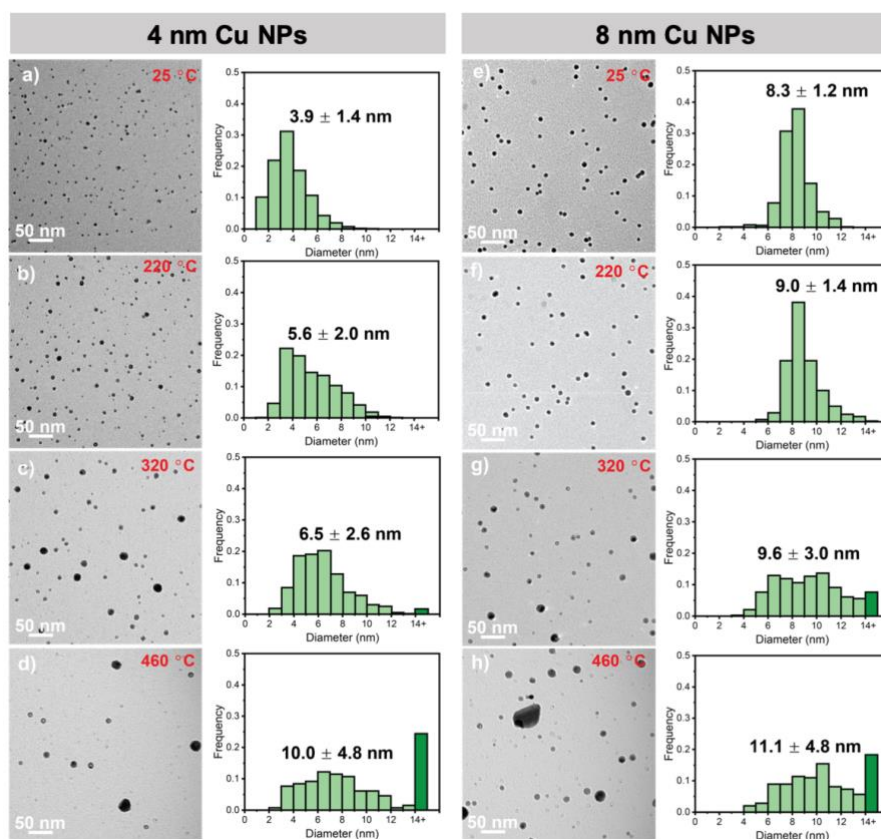 4 nm Cu NPs
8 nm Cu NPs
a)
25 °C
50 nm
3.9 ± 1.4 nm
Frequency
0.5
0.4
0.3
0.2
0.1
0.0
0 2 4 6 8 10 14+
Diameter (nm)
e)
25 °C
50 nm
8.3 ± 1.2 nm
Frequency
0.5
0.4
0.3
0.2
0.1
0.0
0 2 4 6 8 10 14+
Diameter (nm)
b)
220 °C
50 nm
5.6 ± 2.0 nm
Frequency
0.5
0.4
0.3
0.2
0.1
0.0
0 2 4 6 8 10 14+
Diameter (nm)
f)
220 °C
50 nm
9.0 ± 1.4 nm
Frequency
0.5
0.4
0.3
0.2
0.1
0.0
0 2 4 6 8 10 14+
Diameter (nm)
c)
320 °C
50 nm
6.5 ± 2.6 nm
Frequency
0.5
0.4
0.3
0.2
0.1
0.0
0 2 4 6 8 10 14+
Diameter (nm)
g)
320 °C
50 nm
9.6 ± 3.0 nm
Frequency
0.5
0.4
0.3
0.2
0.1
0.0
0 2 4 6 8 10 14+
Diameter (nm)
d)
460 °C
50 nm
10.0 ± 4.8 nm
Frequency
0.5
0.4
0.3
0.2
0.1
0.0
0 2 4 6 8 10 14+
Diameter (nm)
h)
460 °C
50 nm
11.1 ± 4.8 nm
Frequency
0.5
0.4
0.3
0.2
0.1
0.0
0 2 4 6 8 10 14+
Diameter (nm)